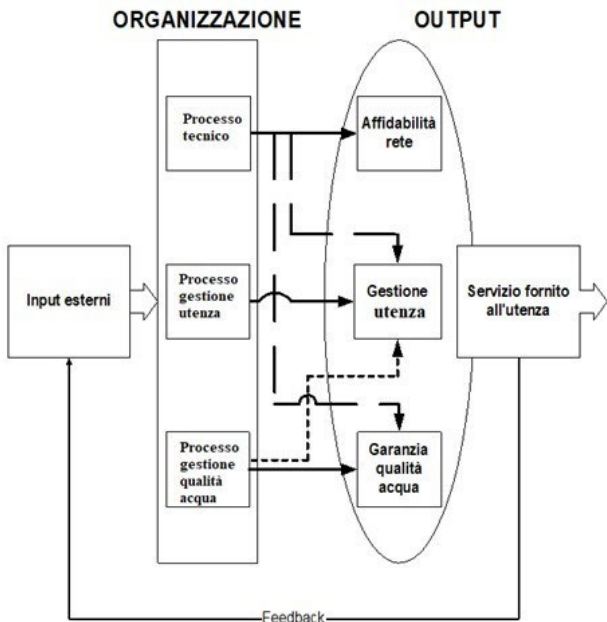 ORGANIZZAZIONE
OUTPUT
Processo
tecnico
Affidabilità
rete
Input esterni
Processo
gestione
utenza
Gestione
utenza
Servizio fornito
all'utenza
Processo
gestione
qualità
acqua
Garanzia
qualità
acqua
Feedback